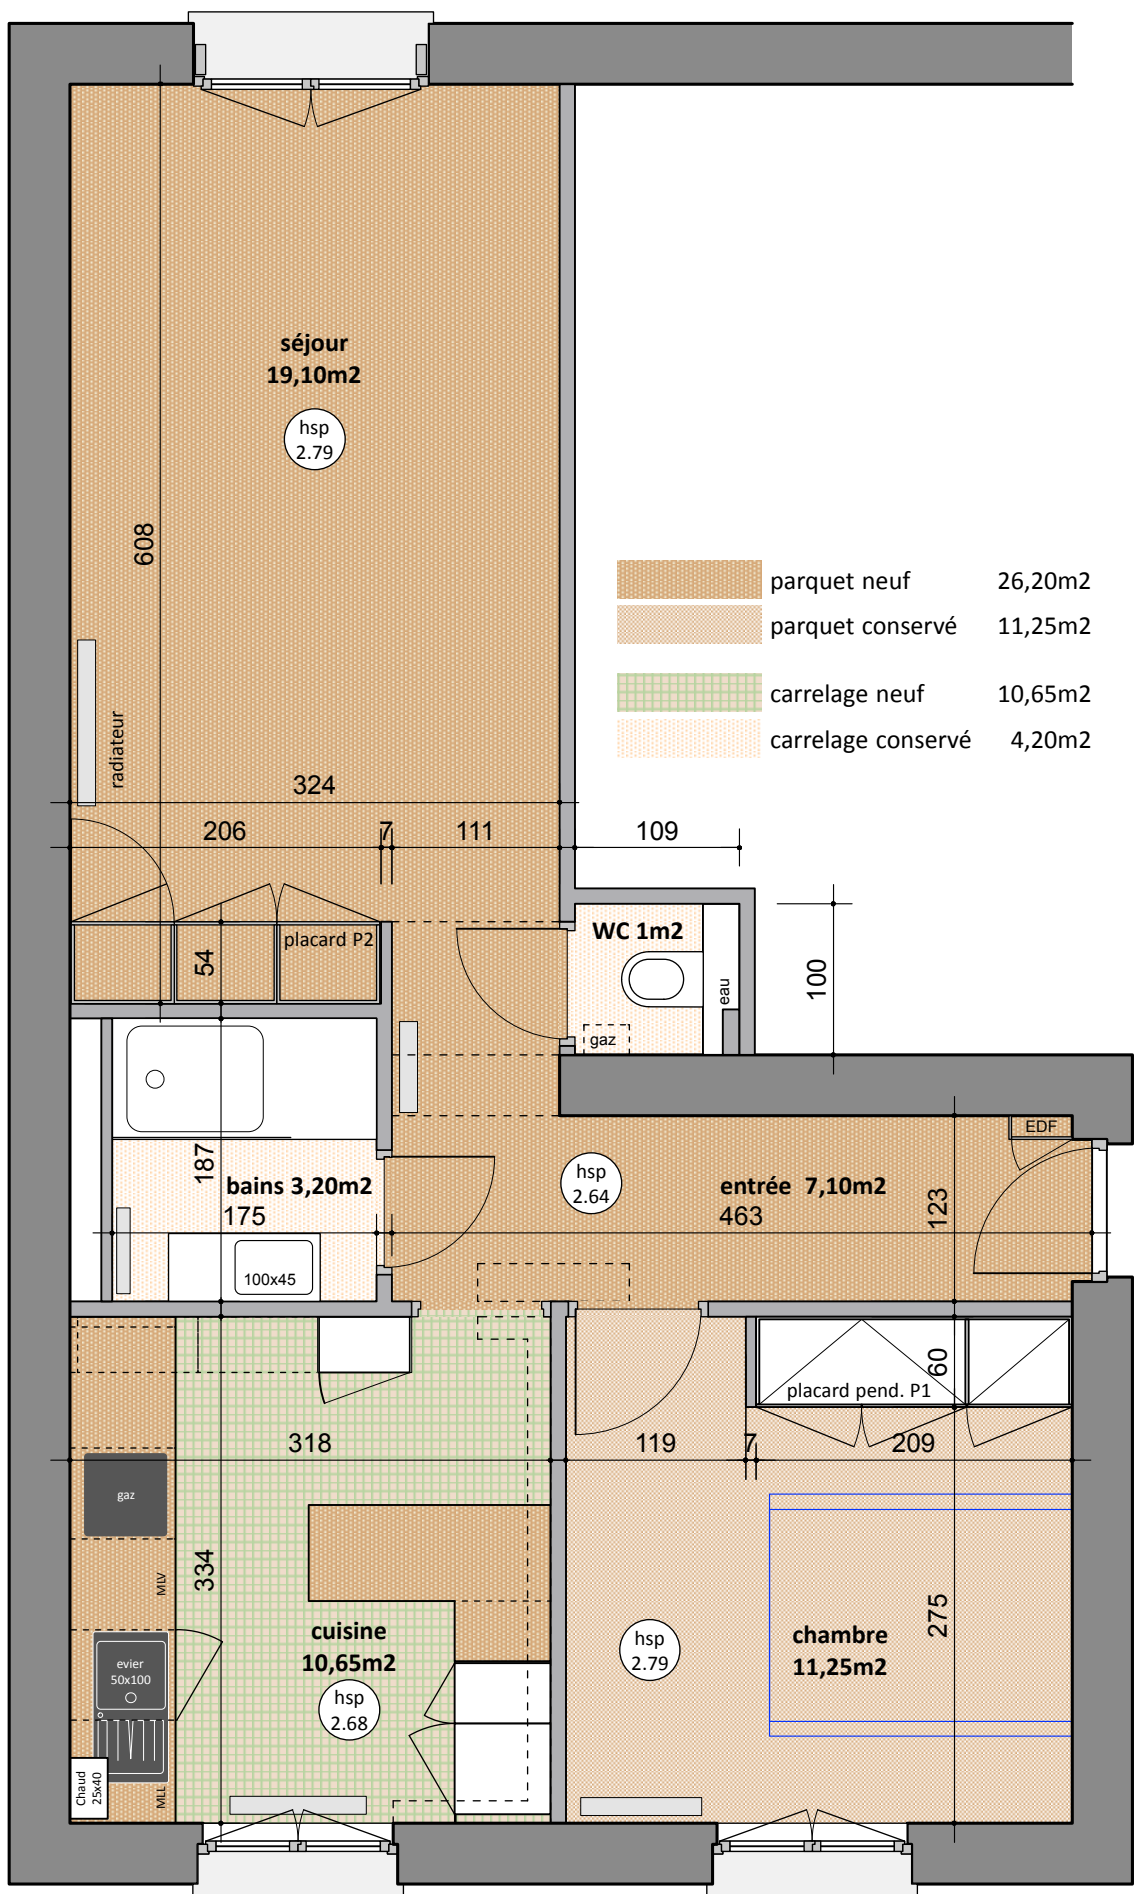 séjour
19,10m2
hsp
2.79
608
radiateur
parquet neuf 26,20m2
parquet conservé 11,25m2
carrelage neuf 10,65m2
carrelage conservé 4,20m2
324
206 7 111 109
placard P2
54
WC 1m2
eau
gaz
100
187
bains 3,20m2
175
100x45
hsp
2.64
entrée 7,10m2
463
EDF
123
60
placard pend. P1
318
119 7 209
gaz
MLV
334
evier
50x100
cuisine
10,65m2
hsp
2.68
Chaud
25x40
MLL
hsp
2.79
chambre
11,25m2
275